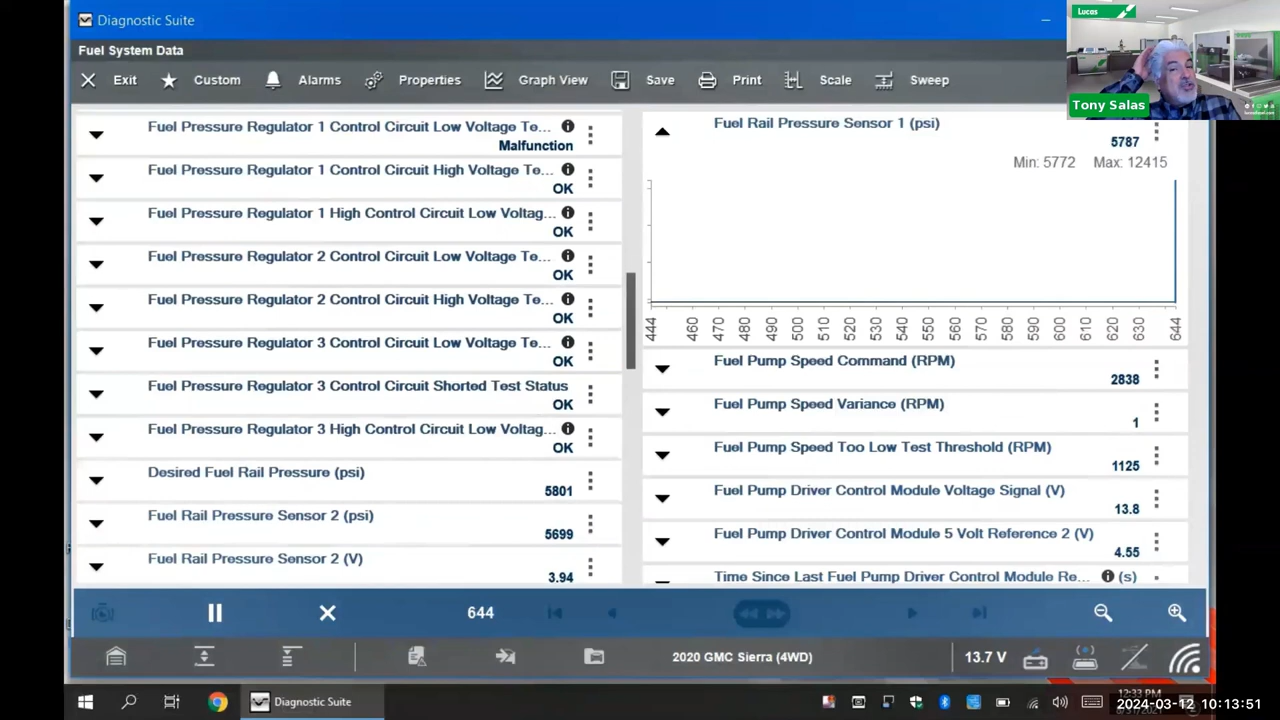 Diagnostic Suite
Fuel System Data
Exit Custom Alarms Properties Graph View Save Print Scale Sweep
Lucas
Tony Salas
Fuel Pressure Regulator 1 Control Circuit Low Voltage Te...
Malfunction
Fuel Pressure Regulator 1 Control Circuit High Voltage Te...
OK
Fuel Pressure Regulator 1 High Control Circuit Low Voltag...
OK
Fuel Pressure Regulator 2 Control Circuit Low Voltage Te...
OK
Fuel Pressure Regulator 2 Control Circuit High Voltage Te...
OK
Fuel Pressure Regulator 3 Control Circuit Low Voltage Te...
OK
Fuel Pressure Regulator 3 Control Circuit Shorted Test Status
OK
Fuel Pressure Regulator 3 High Control Circuit Low Voltag...
OK
Desired Fuel Rail Pressure (psi)
5801
Fuel Rail Pressure Sensor 2 (psi)
5699
Fuel Rail Pressure Sensor 2 (V)
3.94
Fuel Rail Pressure Sensor 1 (psi)
5787
Min: 5772 Max: 12415
444 460 470 480 490 500 510 520 530 540 550 560 570 580 590 600 610 620 630 644
Fuel Pump Speed Command (RPM)
2838
Fuel Pump Speed Variance (RPM)
1
Fuel Pump Speed Too Low Test Threshold (RPM)
1125
Fuel Pump Driver Control Module Voltage Signal (V)
13.8
Fuel Pump Driver Control Module 5 Volt Reference 2 (V)
4.55
Time Since Last Fuel Pump Driver Control Module Re... (s)
644
2020 GMC Sierra (4WD)
13.7 V
Diagnostic Suite
12:33 PM
2024-03-12 10:13:51